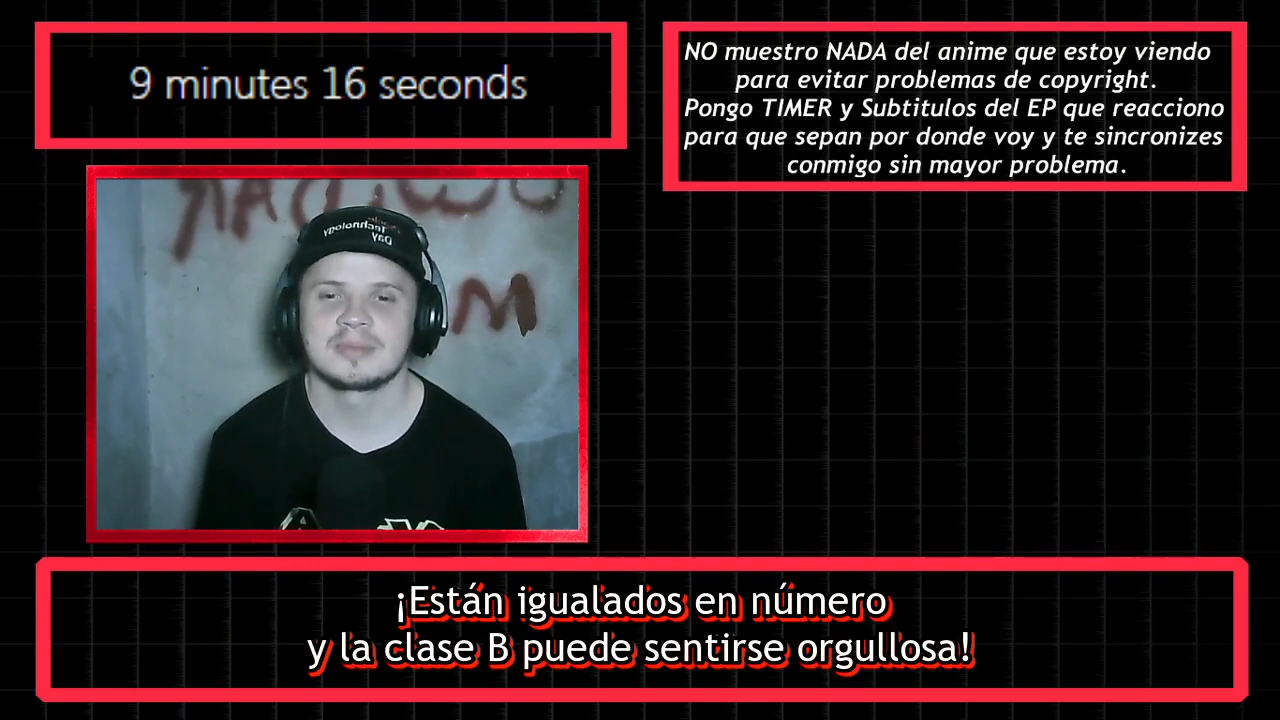 9 minutes 16 seconds
NO muestro NADA del anime que estoy viendo
para evitar problemas de copyright.
Pongo TIMER y Subtitulos del EP que reacciono
para que sepan por donde voy y te sincronizes
conmigo sin mayor problema.
Technology
Day
¡Están igualados en número
y la clase B puede sentirse orgullosa!